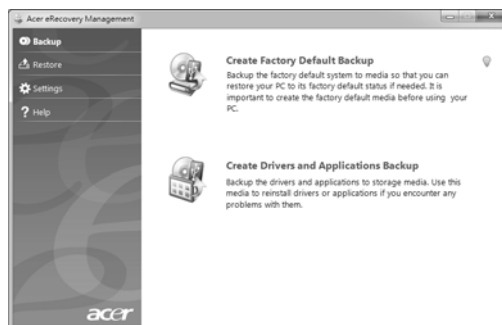 Acer eRecovery Management
Backup
Restore
Settings
Help
Create Factory Default Backup
Backup the factory default system to media so that you can
restore your PC to its factory default status if needed. It is
important to create the factory default media before using your
PC.
Create Drivers and Applications Backup
Backup the drivers and applications to storage media. Use this
media to reinstall drivers or applications if you encounter any
problems with them.
acer